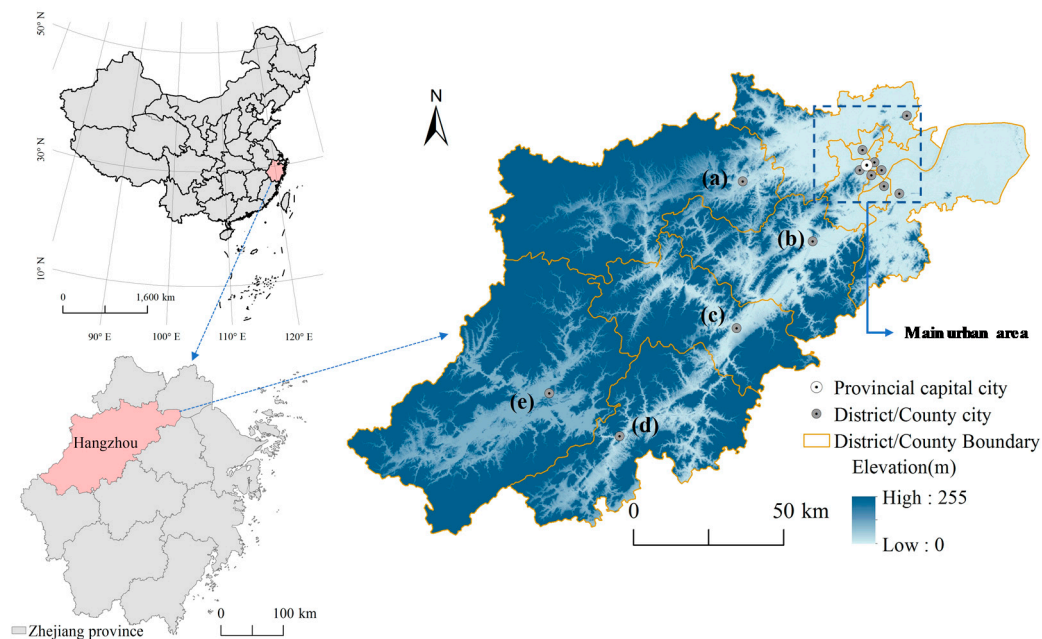 50° N
30° N
10° N
0
1,600 km
90° E
100° E
110° E
120° E
Hangzhou
0
100 km
Zhejiang province
N
(a)
(b)
(c)
(d)
(e)
Main urban area
Provincial capital city
District/County city
District/County Boundary
Elevation(m)
High : 255
Low : 0
0
50 km